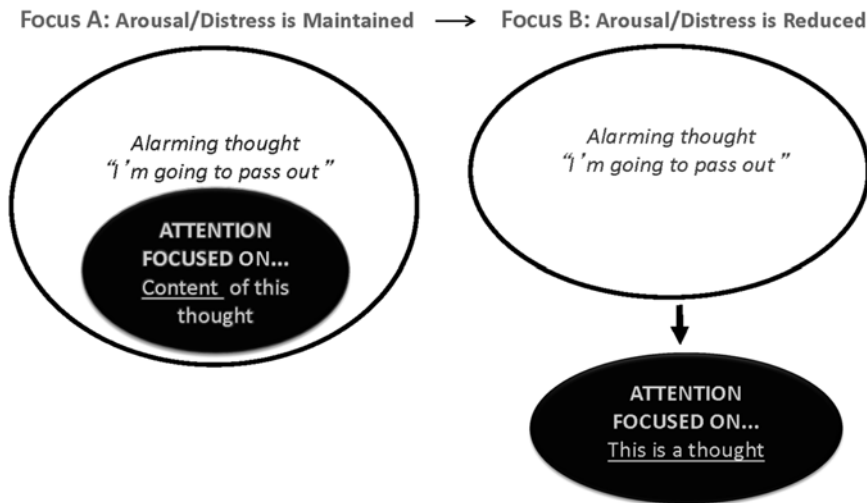 Focus A: Arousal/Distress is Maintained → Focus B: Arousal/Distress is Reduced
Alarming thought
“I’m going to pass out”
ATTENTION
FOCUSED ON...
Content of this
thought
Alarming thought
“I’m going to pass out”
ATTENTION
FOCUSED ON...
This is a thought